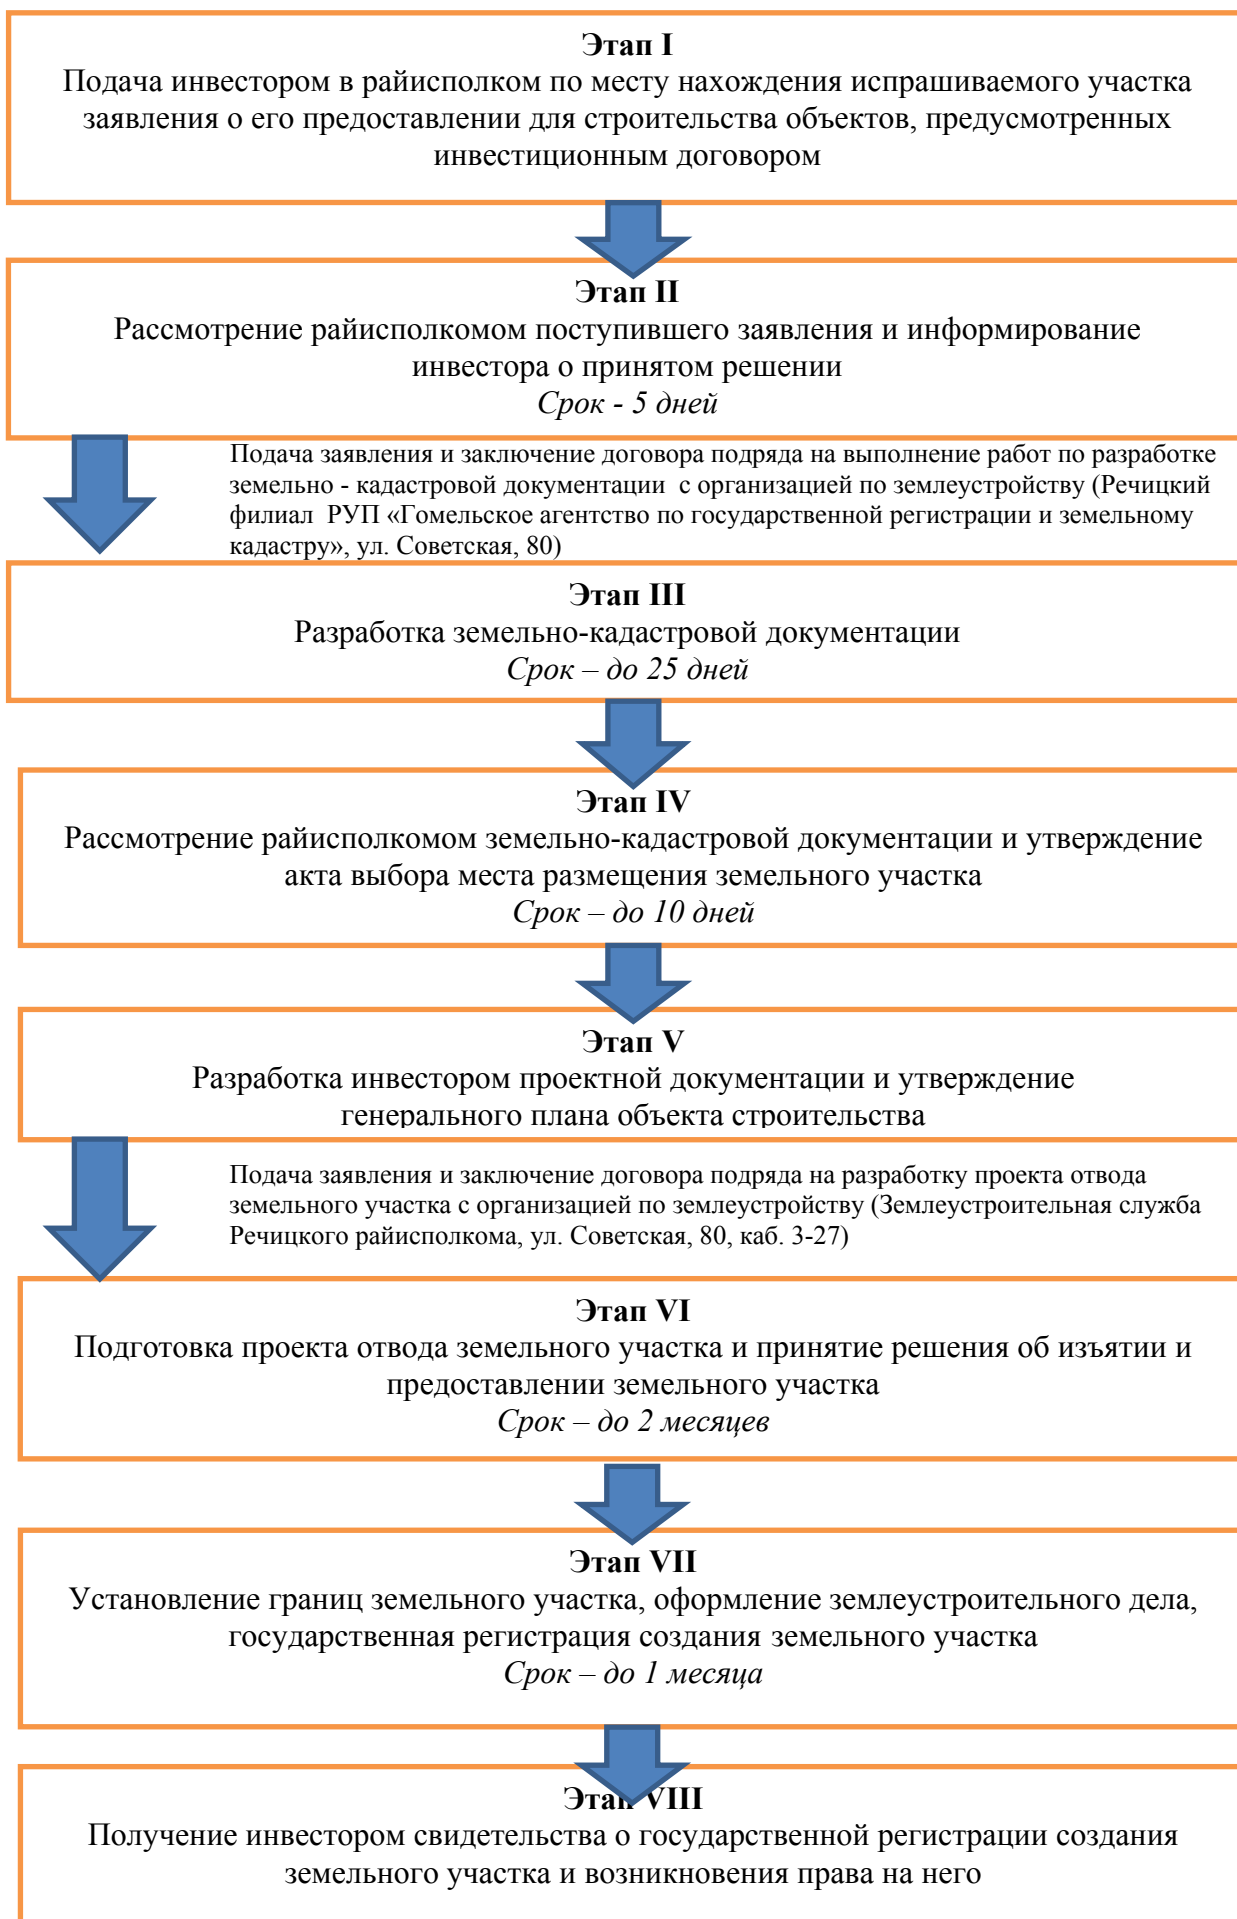 Этап I
Подача инвестором в райисполком по месту нахождения испрашиваемого участка
заявления о его предоставлении для строительства объектов, предусмотренных
инвестиционным договором
Этап II
Рассмотрение райисполкомом поступившего заявления и информирование
инвестора о принятом решении
Срок - 5 дней
Подача заявления и заключение договора подряда на выполнение работ по разработке
земельно - кадастровой документации с организацией по землеустройству (Речицкий
филиал РУП «Гомельское агентство по государственной регистрации и земельному
кадастру», ул. Советская, 80)
Этап III
Разработка земельно-кадастровой документации
Срок – до 25 дней
Этап IV
Рассмотрение райисполкомом земельно-кадастровой документации и утверждение
акта выбора места размещения земельного участка
Срок – до 10 дней
Этап V
Разработка инвестором проектной документации и утверждение
генерального плана объекта строительства
Подача заявления и заключение договора подряда на разработку проекта отвода
земельного участка с организацией по землеустройству (Землеустроительная служба
Речицкого райисполкома, ул. Советская, 80, каб. 3-27)
Этап VI
Подготовка проекта отвода земельного участка и принятие решения об изъятии и
предоставлении земельного участка
Срок – до 2 месяцев
Этап VII
Установление границ земельного участка, оформление землеустроительного дела,
государственная регистрация создания земельного участка
Срок – до 1 месяца
Этап VIII
Получение инвестором свидетельства о государственной регистрации создания
земельного участка и возникновения права на него